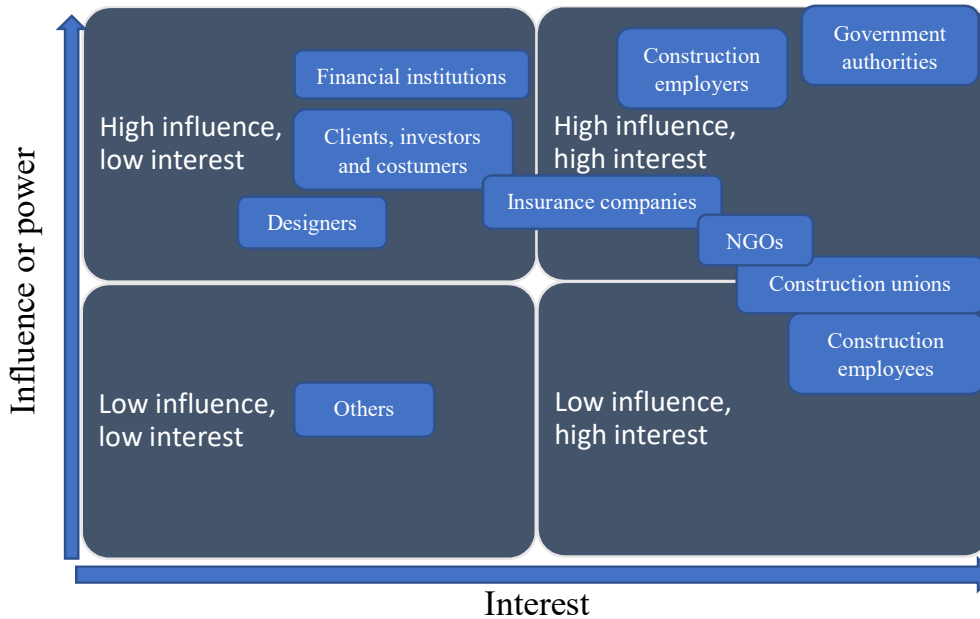 Influence or power
Financial institutions
High influence,
low interest
Clients, investors
and costumers
Designers
Construction
employers
Government
authorities
High influence,
high interest
Insurance companies
NGOs
Construction unions
Construction
employees
Low influence,
low interest
Others
Low influence,
high interest
Interest